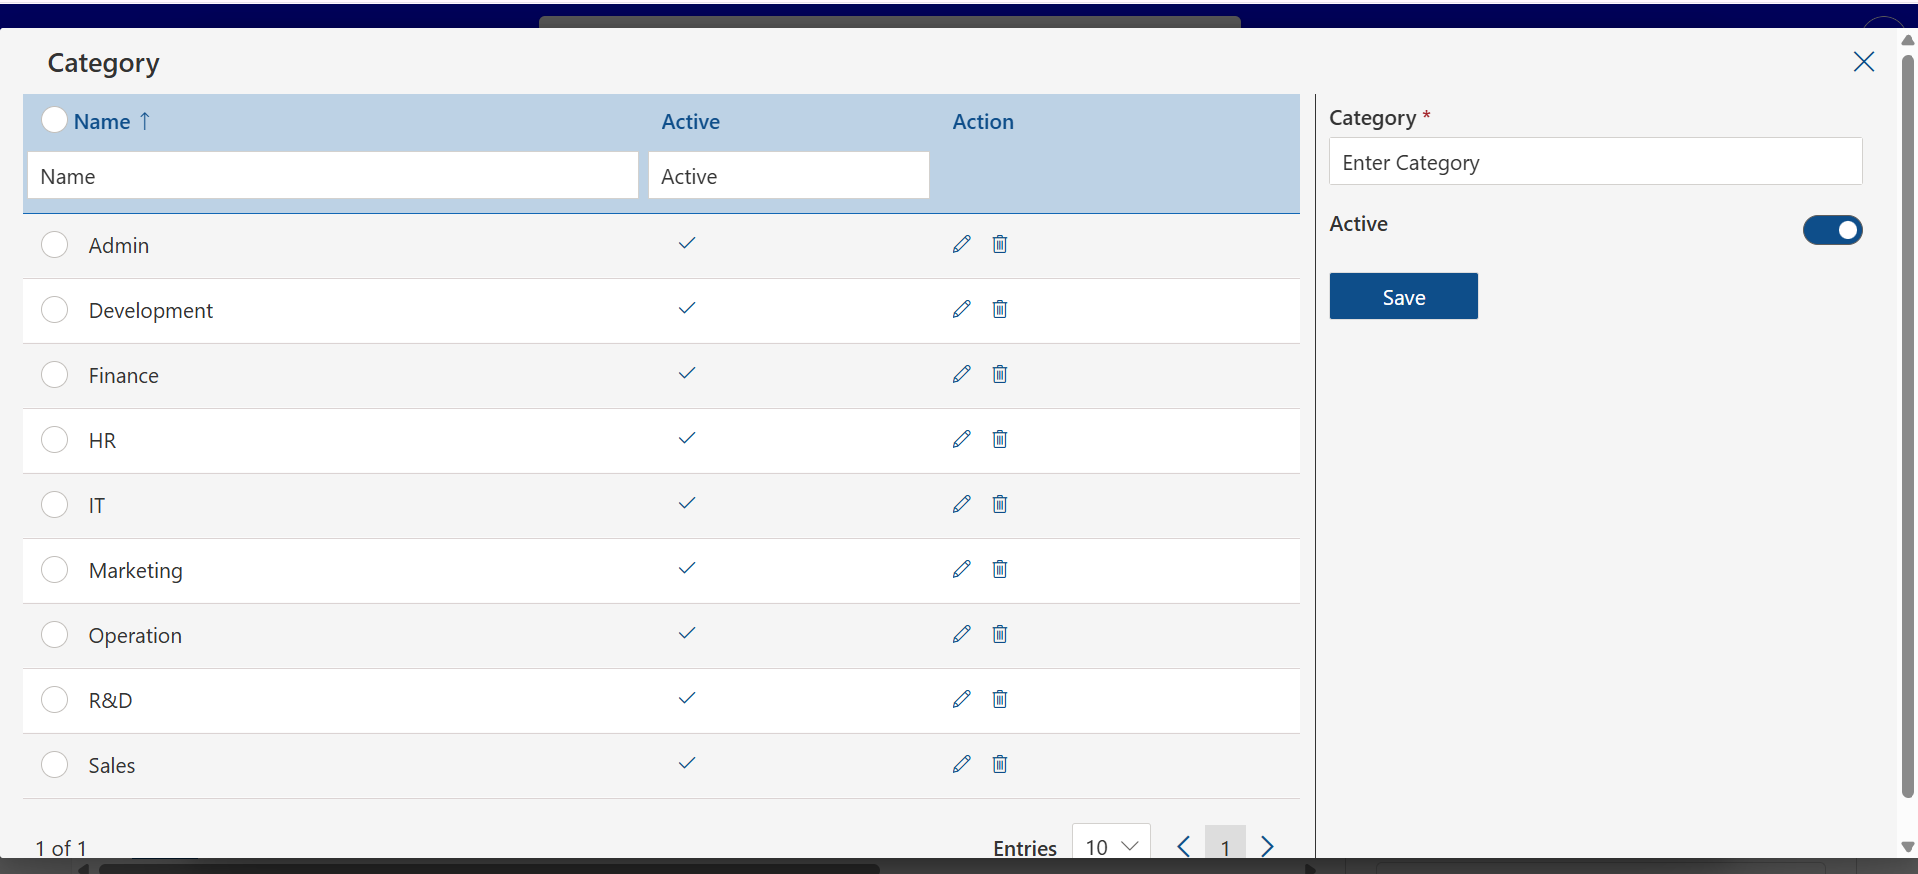 Category
Name ↑ Active Action
Name Active
Admin
Development
Finance
HR
IT
Marketing
Operation
R&D
Sales
1 of 1 Entries 10 1
Category *
Enter Category
Active
Save